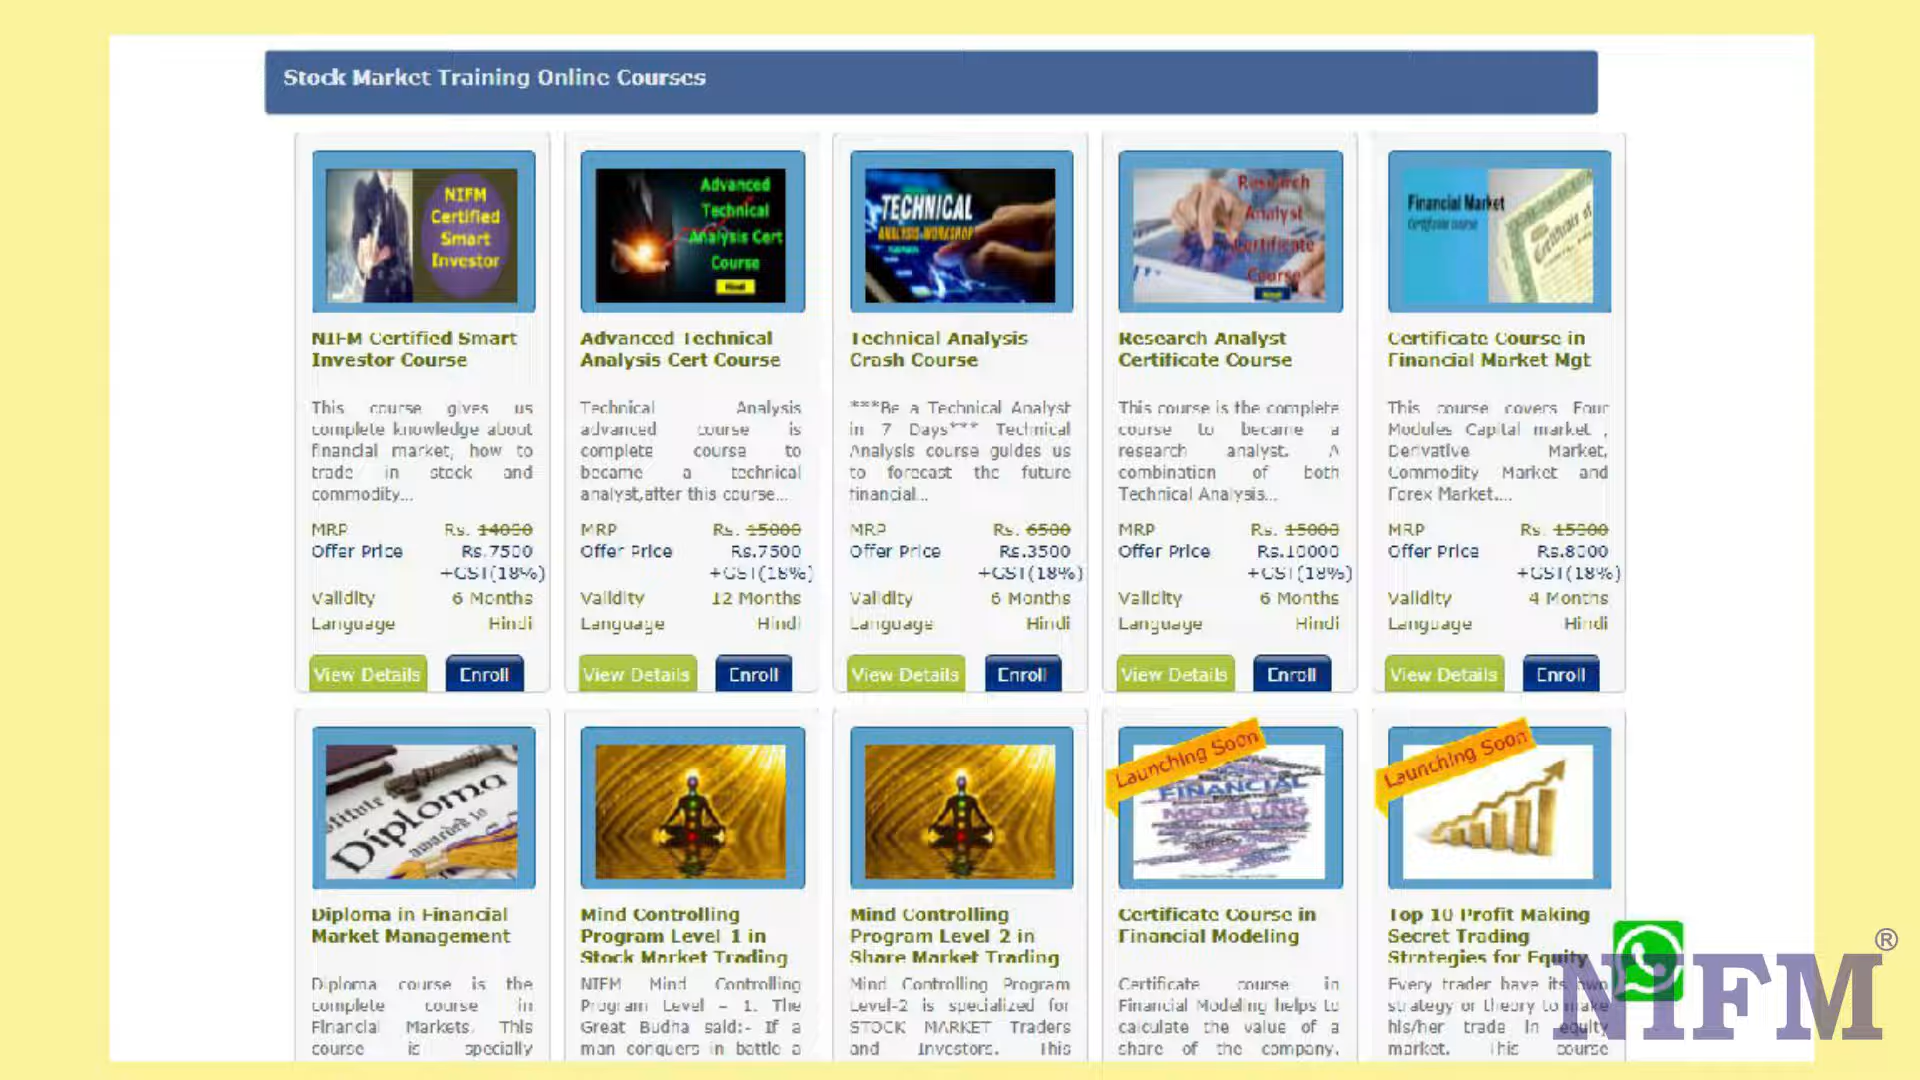 Stock Market Training Online Courses
NIFM
Certified
Smart
Investor
NIFM Certified Smart
Investor Course
This course gives us
complete knowledge about
financial market, how to
trade in stock and
commodity...
MRP Rs. 14000
Offer Price Rs.7500
+GST(18%)
Validity 6 Months
Language Hindi
View Details Enroll
Advanced
Technical
Analysis Cert
Course
Hindi
Advanced Technical
Analysis Cert Course
Technical Analysis
advanced course is
complete course to
became a technical
analyst,after this course...
MRP Rs. 15000
Offer Price Rs.7500
+GST(18%)
Validity 12 Months
Language Hindi
View Details Enroll
TECHNICAL
ANALYSIS WORKSHOP
Technical Analysis
Crash Course
***Be a Technical Analyst
in 7 Days*** Technical
Analysis course guides us
to forecast the future
financial...
MRP Rs. 6500
Offer Price Rs.3500
+GST(18%)
Validity 6 Months
Language Hindi
View Details Enroll
Research
Analyst
Certificate
Course
Research Analyst
Certificate Course
This course is the complete
course to became a
research analyst. A
combination of both
Technical Analysis...
MRP Rs. 15000
Offer Price Rs.10000
+GST(18%)
Validity 6 Months
Language Hindi
View Details Enroll
Financial Market
Certificate course
Certificate of
Certificate Course in
Financial Market Mgt
This course covers Four
Modules Capital market ,
Derivative Market,
Commodity Market and
Forex Market....
MRP Rs. 15000
Offer Price Rs.8000
+GST(18%)
Validity 4 Months
Language Hindi
View Details Enroll
stitute
Diploma
awarded to
Diploma in Financial
Market Management
Diploma course is the
complete course in
Financial Markets. This
course is specially
Mind Controlling
Program Level 1 in
Stock Market Trading
NIFM Mind Controlling
Program Level – 1. The
Great Budha said:- If a
man conquers in battle a
Mind Controlling
Program Level 2 in
Share Market Trading
Mind Controlling Program
Level-2 is specialized for
STOCK MARKET Traders
and Investors. This
Launching Soon
FINANCIAL
MODELING
Certificate Course in
Financial Modeling
Certificate course in
Financial Modeling helps to
calculate the value of a
share of the company.
Launching Soon
Top 10 Profit Making
Secret Trading
Strategies for Equity
Every trader have its own
strategy or theory to make
his/her trade in equity
market. This course
NIFM®